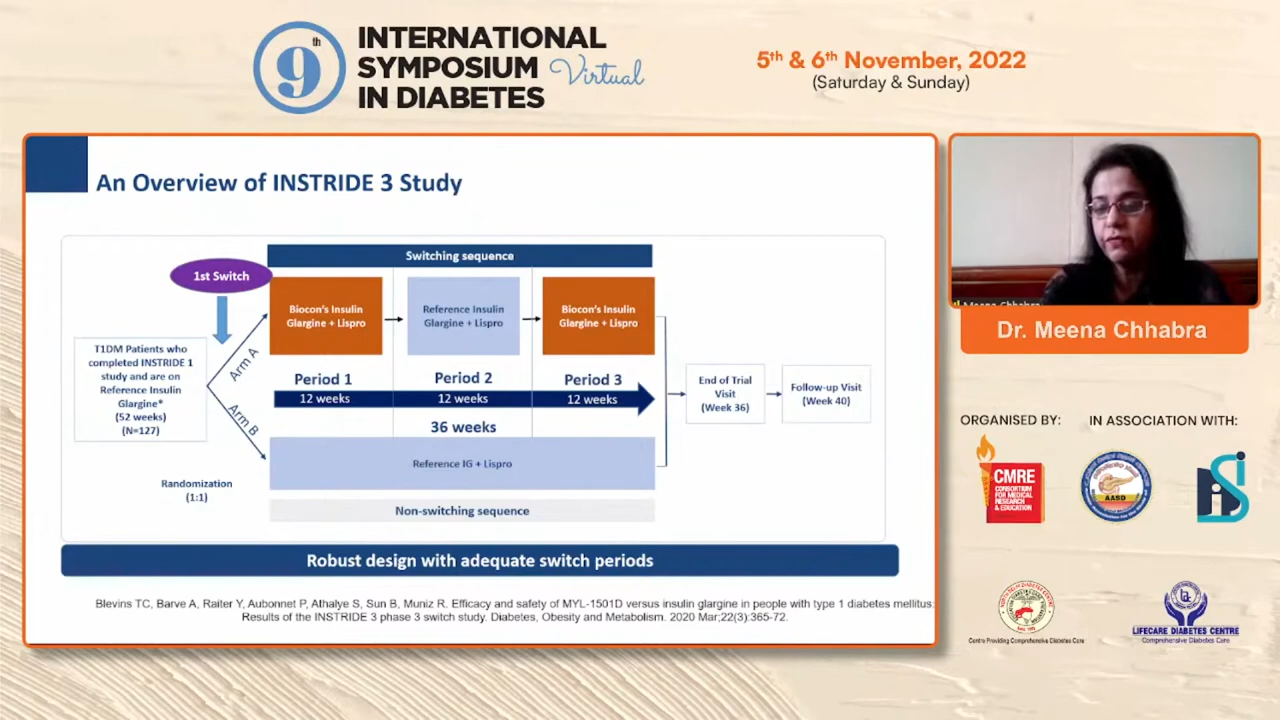 9th
INTERNATIONAL
SYMPOSIUM Virtual
IN DIABETES
5th & 6th November, 2022
(Saturday & Sunday)
An Overview of INSTRIDE 3 Study
Switching sequence
1st Switch
Biocon's Insulin
Glargine + Lispro
Reference Insulin
Glargine + Lispro
Biocon's Insulin
Glargine + Lispro
T1DM Patients who
completed INSTRIDE 1
study and are on
Reference Insulin
Glargine*
(52 weeks)
(N=127)
Arm A
Arm B
Randomization
(1:1)
Period 1
12 weeks
Period 2
12 weeks
Period 3
12 weeks
36 weeks
Reference IG + Lispro
Non-switching sequence
End of Trial
Visit
(Week 36)
Follow-up Visit
(Week 40)
Robust design with adequate switch periods
Blevins TC, Barve A, Raiter Y, Aubonnet P, Athalye S, Sun B, Muniz R. Efficacy and safety of MYL-1501D versus insulin glargine in people with type 1 diabetes mellitus:
Results of the INSTRIDE 3 phase 3 switch study. Diabetes, Obesity and Metabolism. 2020 Mar;22(3):365-72.
Meena Chhabra
Dr. Meena Chhabra
ORGANISED BY:
IN ASSOCIATION WITH:
CMRE
CONSORTIUM
FOR MEDICAL
RESEARCH
& EDUCATION
AASD
Centre Providing Comprehensive Diabetes Care
LIFECARE DIABETES CENTRE
Comprehensive Diabetes Care